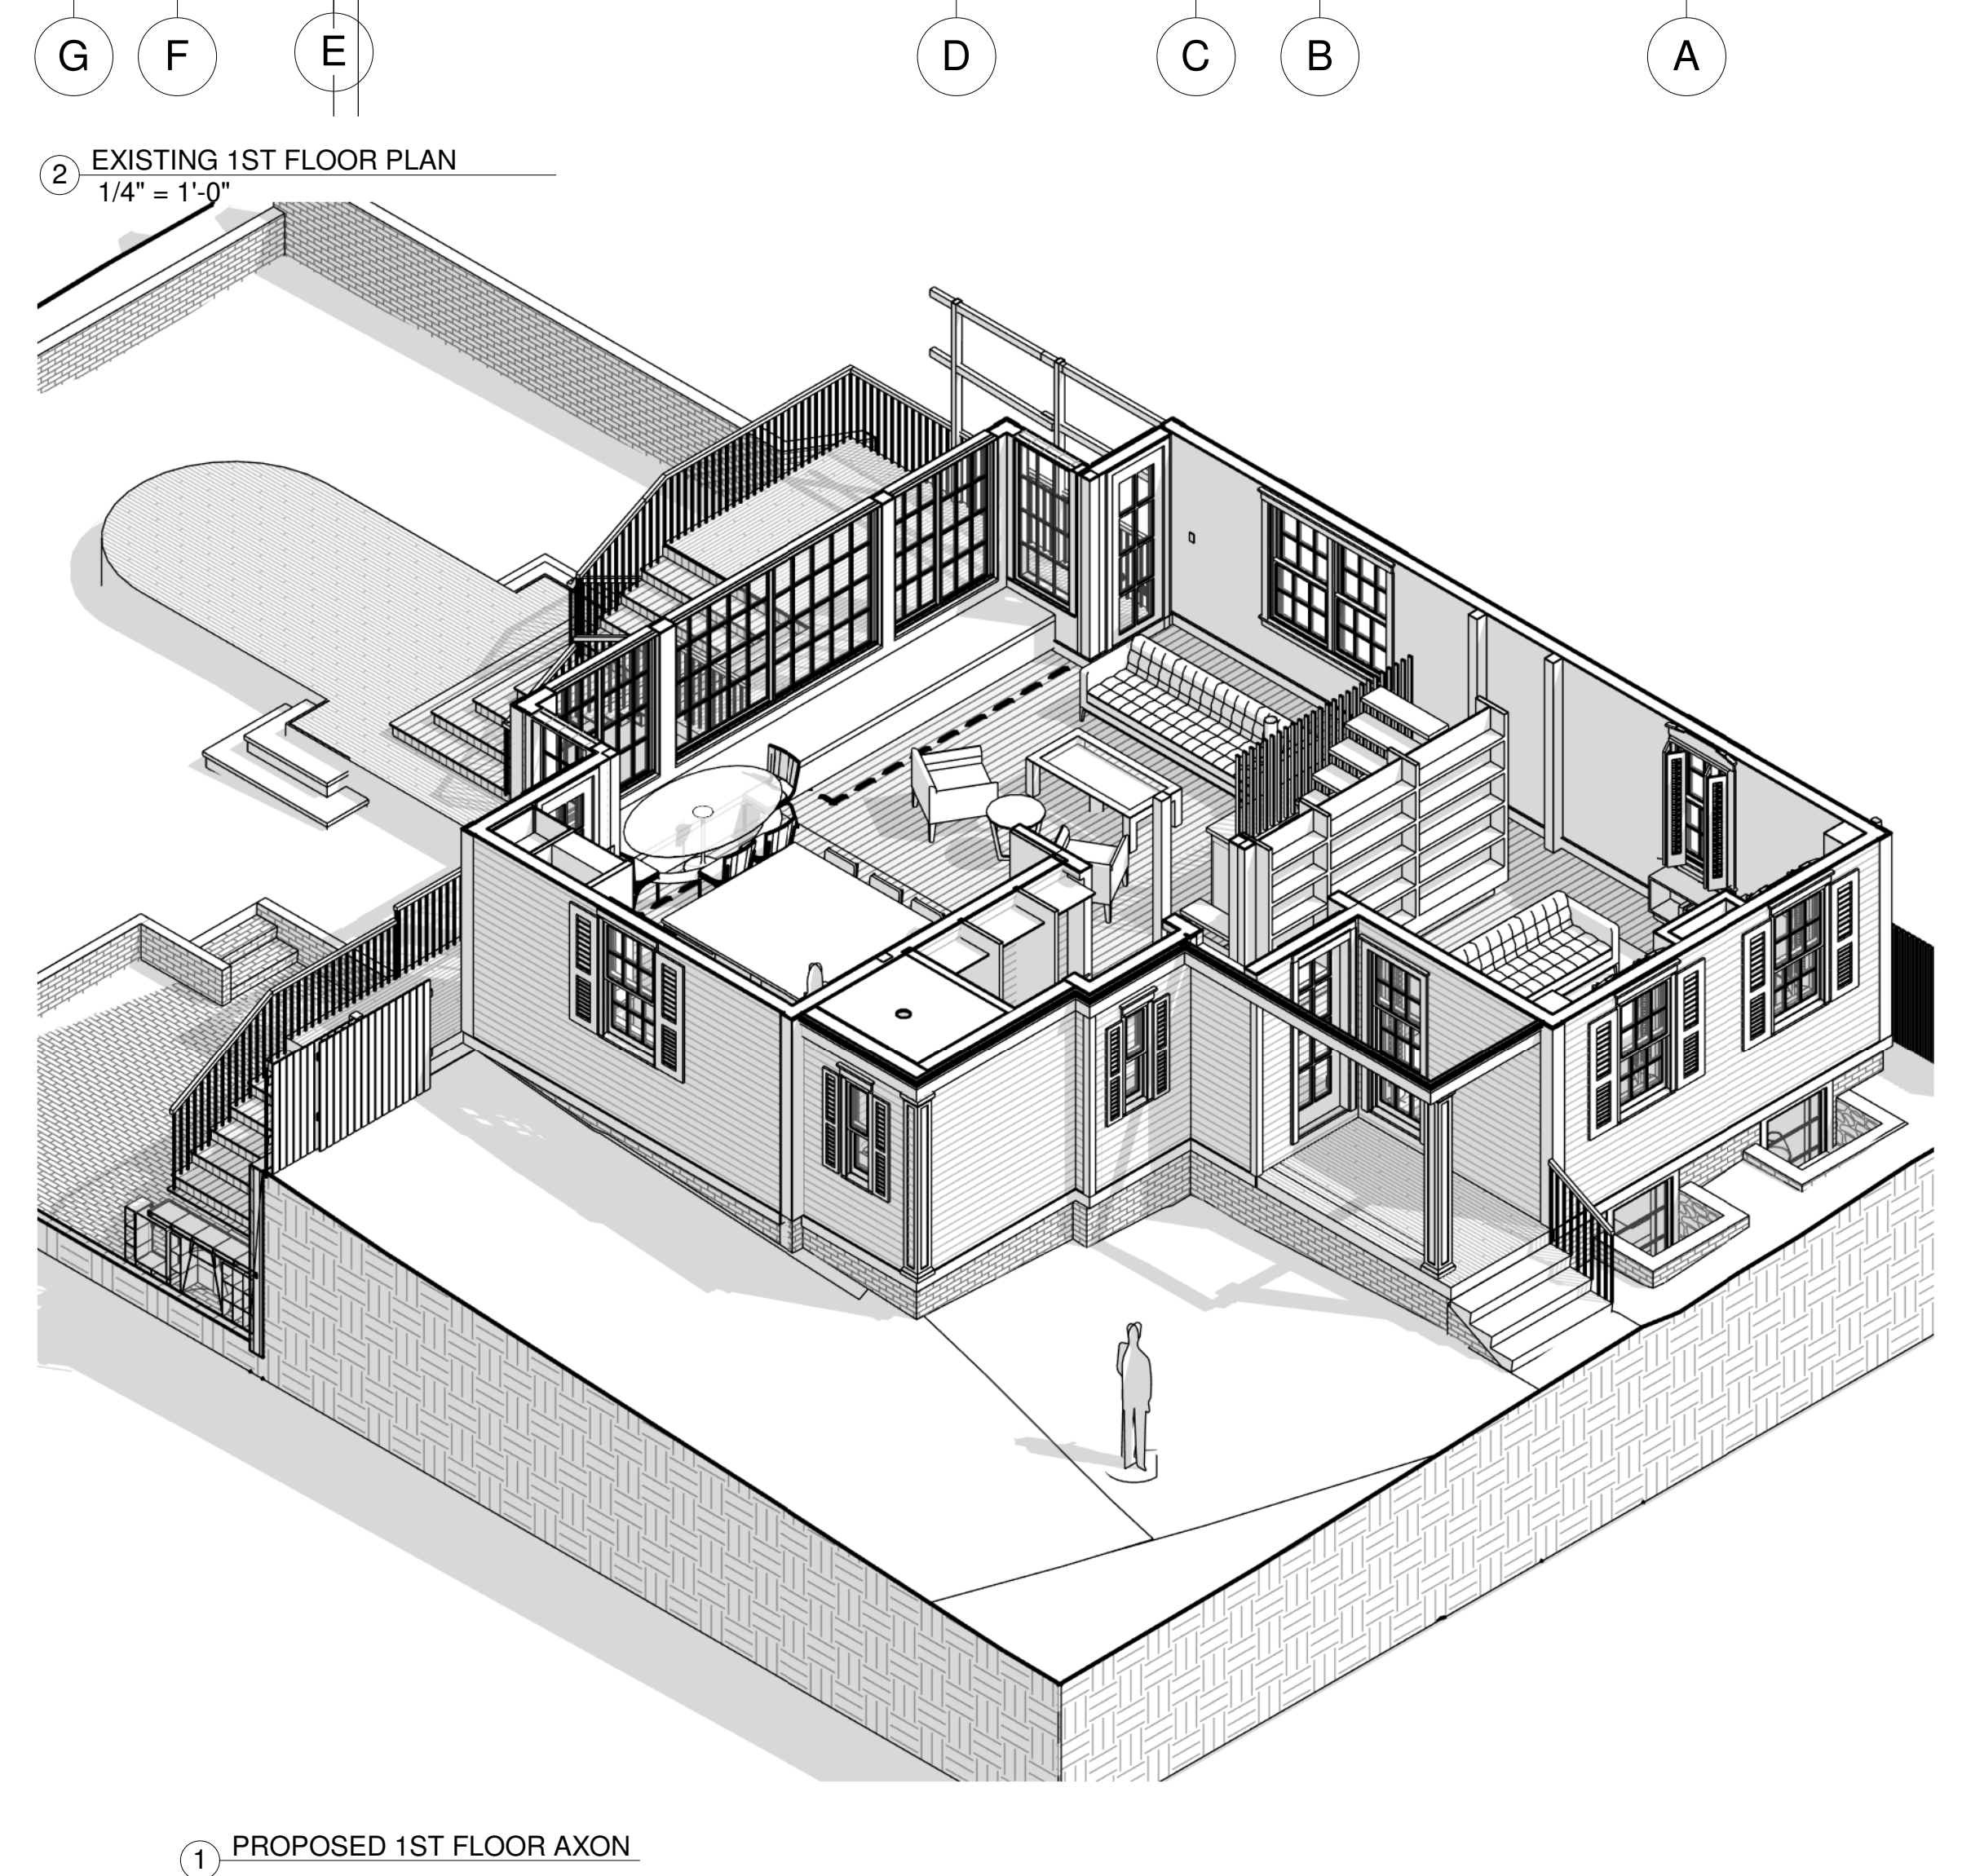 G F E D C B A
2 EXISTING 1ST FLOOR PLAN
1/4" = 1'-0"
1 PROPOSED 1ST FLOOR AXON